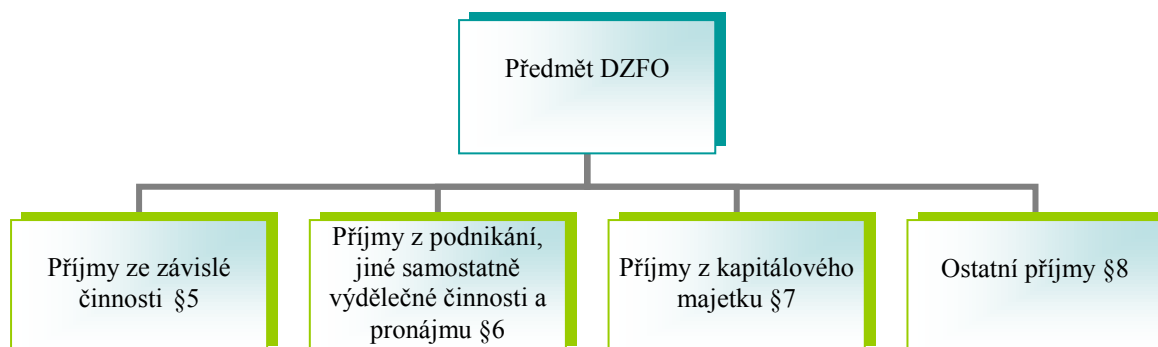 Předmět DZFO
Příjmy ze závislé
činnosti §5
Příjmy z podnikání,
jiné samostatně
výdělečné činnosti a
pronájmu §6
Příjmy z kapitálového
majetku §7
Ostatní příjmy §8